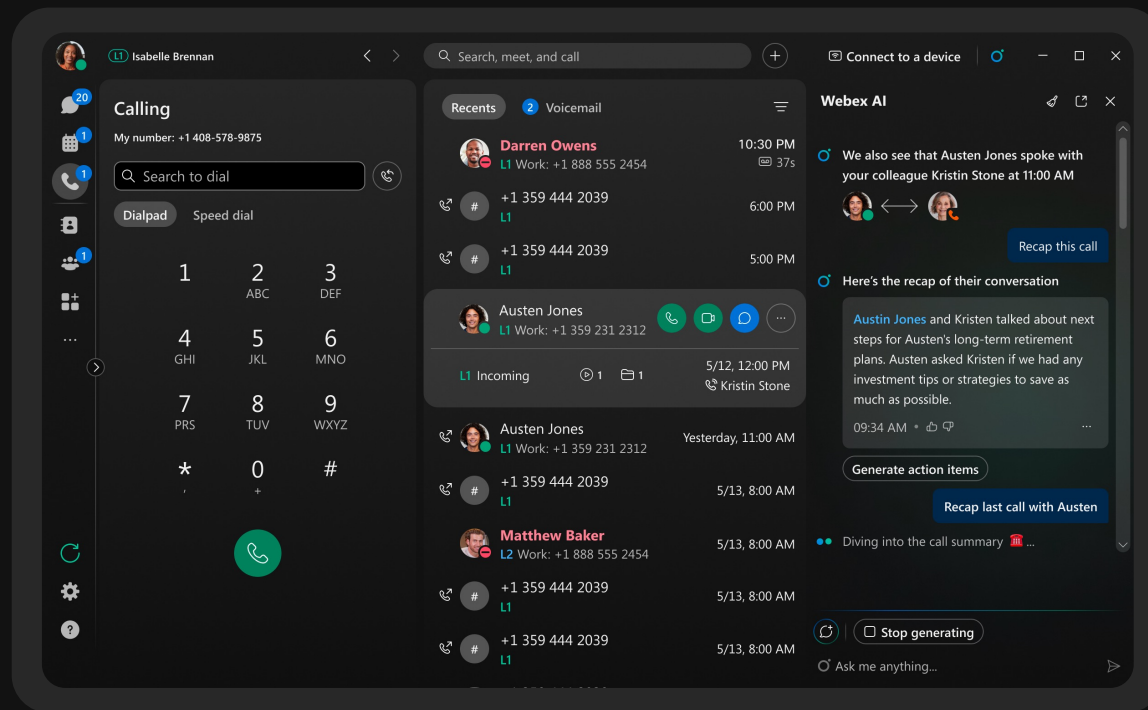 L1 Isabelle Brennan
Search, meet, and call
Connect to a device
20
1
1
1
Calling
My number: +1 408-578-9875
Search to dial
Dialpad Speed dial
1 2 3
ABC DEF
4 5 6
GHI JKL MNO
7 8 9
PRS TUV WXYZ
* 0 #
, +
Recents 2 Voicemail
Darren Owens 10:30 PM
L1 Work: +1 888 555 2454 37s
# +1 359 444 2039 6:00 PM
L1
# +1 359 444 2039 5:00 PM
L1
Austen Jones
L1 Work: +1 359 231 2312
L1 Incoming 1 1 5/12, 12:00 PM
Kristin Stone
Austen Jones Yesterday, 11:00 AM
L1 Work: +1 359 231 2312
# +1 359 444 2039 5/13, 8:00 AM
L1
Matthew Baker 5/13, 8:00 AM
L2 Work: +1 888 555 2454
# +1 359 444 2039 5/13, 8:00 AM
L1
# +1 359 444 2039 5/13, 8:00 AM
L1
Webex AI
We also see that Austen Jones spoke with
your colleague Kristin Stone at 11:00 AM
Recap this call
Here's the recap of their conversation
Austin Jones and Kristen talked about next
steps for Austen's long-term retirement
plans. Austen asked Kristen if we had any
investment tips or strategies to save as
much as possible.
09:34 AM •
Generate action items
Recap last call with Austen
Diving into the call summary ☎️ ...
Stop generating
Ask me anything...